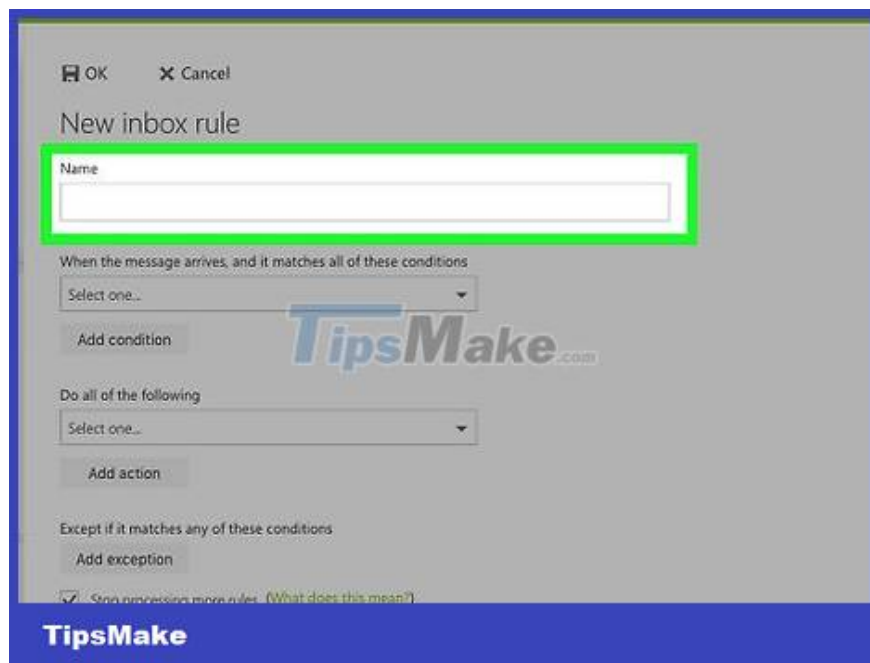 OK Cancel
New inbox rule
Name
When the message arrives, and it matches all of these conditions
Select one...
TipsMake.com
Add condition
Do all of the following
Select one...
Add action
Except if it matches any of these conditions
Add exception
Stop processing more rules (What does this mean?)
TipsMake